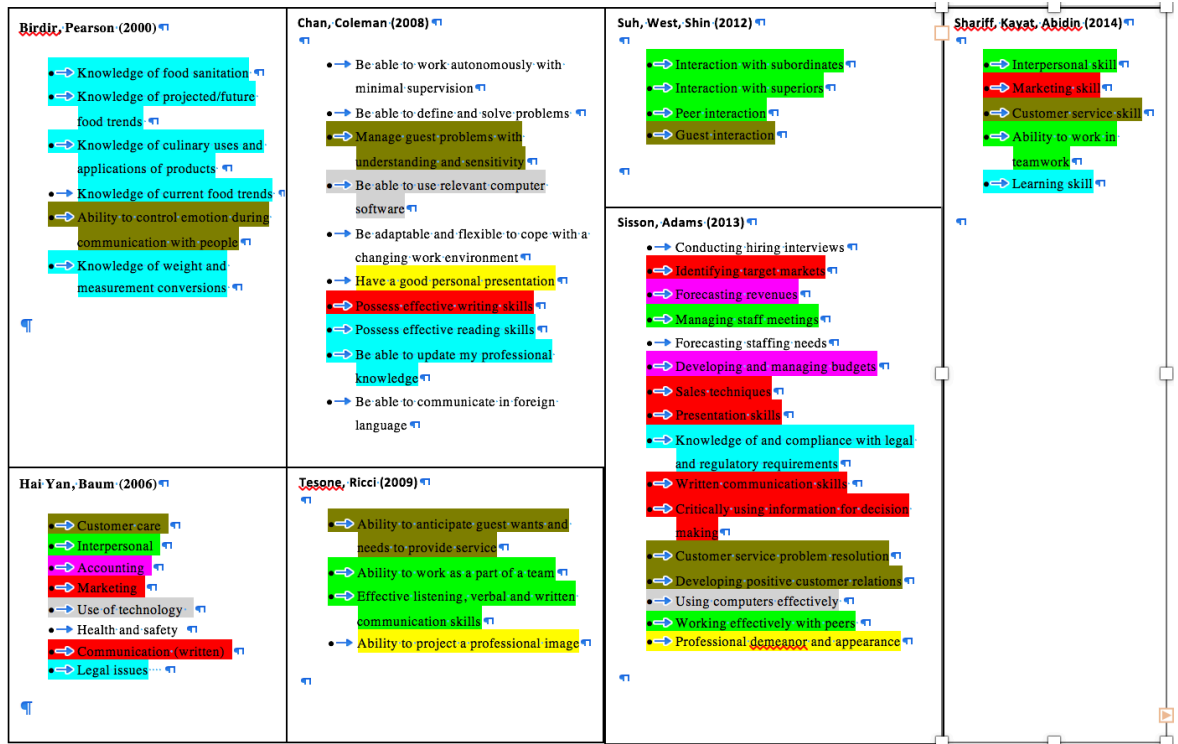 Birdir, Pearson (2000)
Knowledge of food sanitation
Knowledge of projected/future
food trends
Knowledge of culinary uses and
applications of products
Knowledge of current food trends
Ability to control emotion during
communication with people
Knowledge of weight and
measurement conversions
Hai Yan, Baum (2006)
Customer care
Interpersonal
Accounting
Marketing
Use of technology
Health and safety
Communication (written)
Legal issues
Chan, Coleman (2008)
Be able to work autonomously with
minimal supervision
Be able to define and solve problems
Manage guest problems with
understanding and sensitivity
Be able to use relevant computer
software
Be adaptable and flexible to cope with a
changing work environment
Have a good personal presentation
Possess effective writing skills
Possess effective reading skills
Be able to update my professional
knowledge
Be able to communicate in foreign
language
Tesone, Ricci (2009)
Ability to anticipate guest wants and
needs to provide service
Ability to work as a part of a team
Effective listening, verbal and written
communication skills
Ability to project a professional image
Suh, West, Shin (2012)
Interaction with subordinates
Interaction with superiors
Peer interaction
Guest interaction
Sisson, Adams (2013)
Conducting hiring interviews
Identifying target markets
Forecasting revenues
Managing staff meetings
Forecasting staffing needs
Developing and managing budgets
Sales techniques
Presentation skills
Knowledge of and compliance with legal
and regulatory requirements
Written communication skills
Critically using information for decision
making
Customer service problem resolution
Developing positive customer relations
Using computers effectively
Working effectively with peers
Professional demeanor and appearance
Shariff, Kayat, Abidin (2014)
Interpersonal skill
Marketing skill
Customer service skill
Ability to work in
teamwork
Learning skill